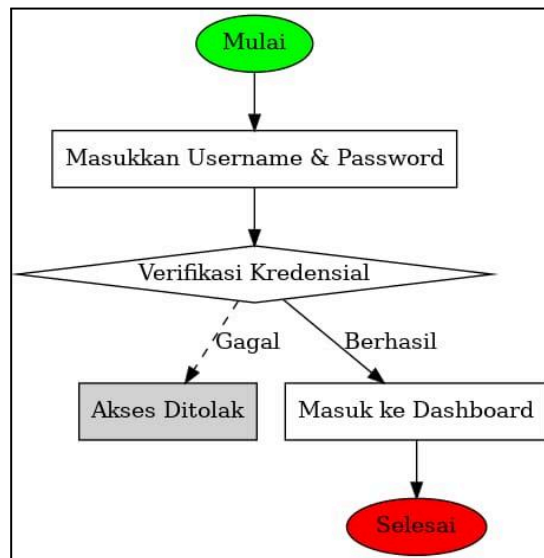 Mulai
Masukkan Username & Password
Verifikasi Kredensial
Gagal
Berhasil
Akses Ditolak
Masuk ke Dashboard
Selesai